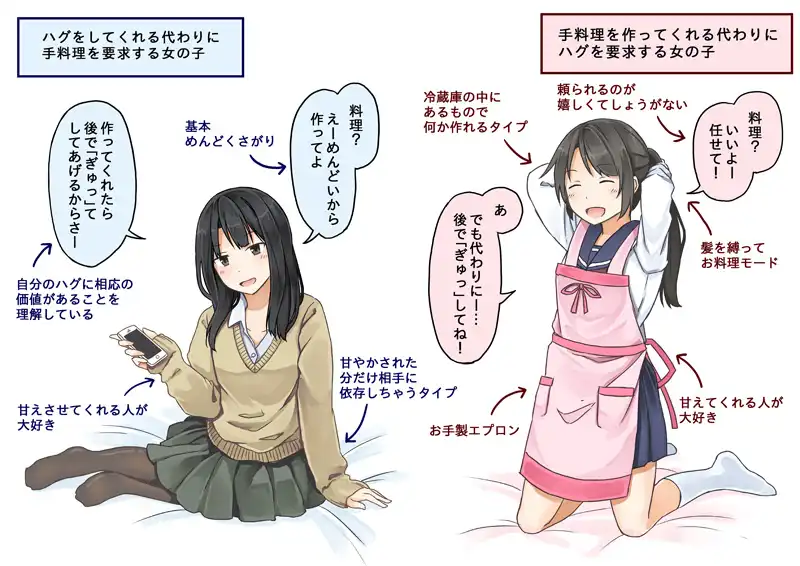 ハグをしてくれる代わりに
手料理を要求する女の子
料理?
えーめんどいから
作ってよ
基本
めんどくさがり
作ってくれたら
後で「ぎゅっ」て
してあげるからさー
自分のハグに相応の
価値があることを
理解している
甘えさせてくれる人が
大好き
甘やかされた
分だけ相手に
依存しちゃうタイプ
手料理を作ってくれる代わりに
ハグを要求する女の子
頼られるのが
嬉しくてしょうがない
料理?
いいよー
任せて!
冷蔵庫の中に
あるもので
何か作れるタイプ
髪を縛って
お料理モード
あ
でも代わりにー…
後で「ぎゅっ」してね!
お手製エプロン
甘えてくれる人が
大好き